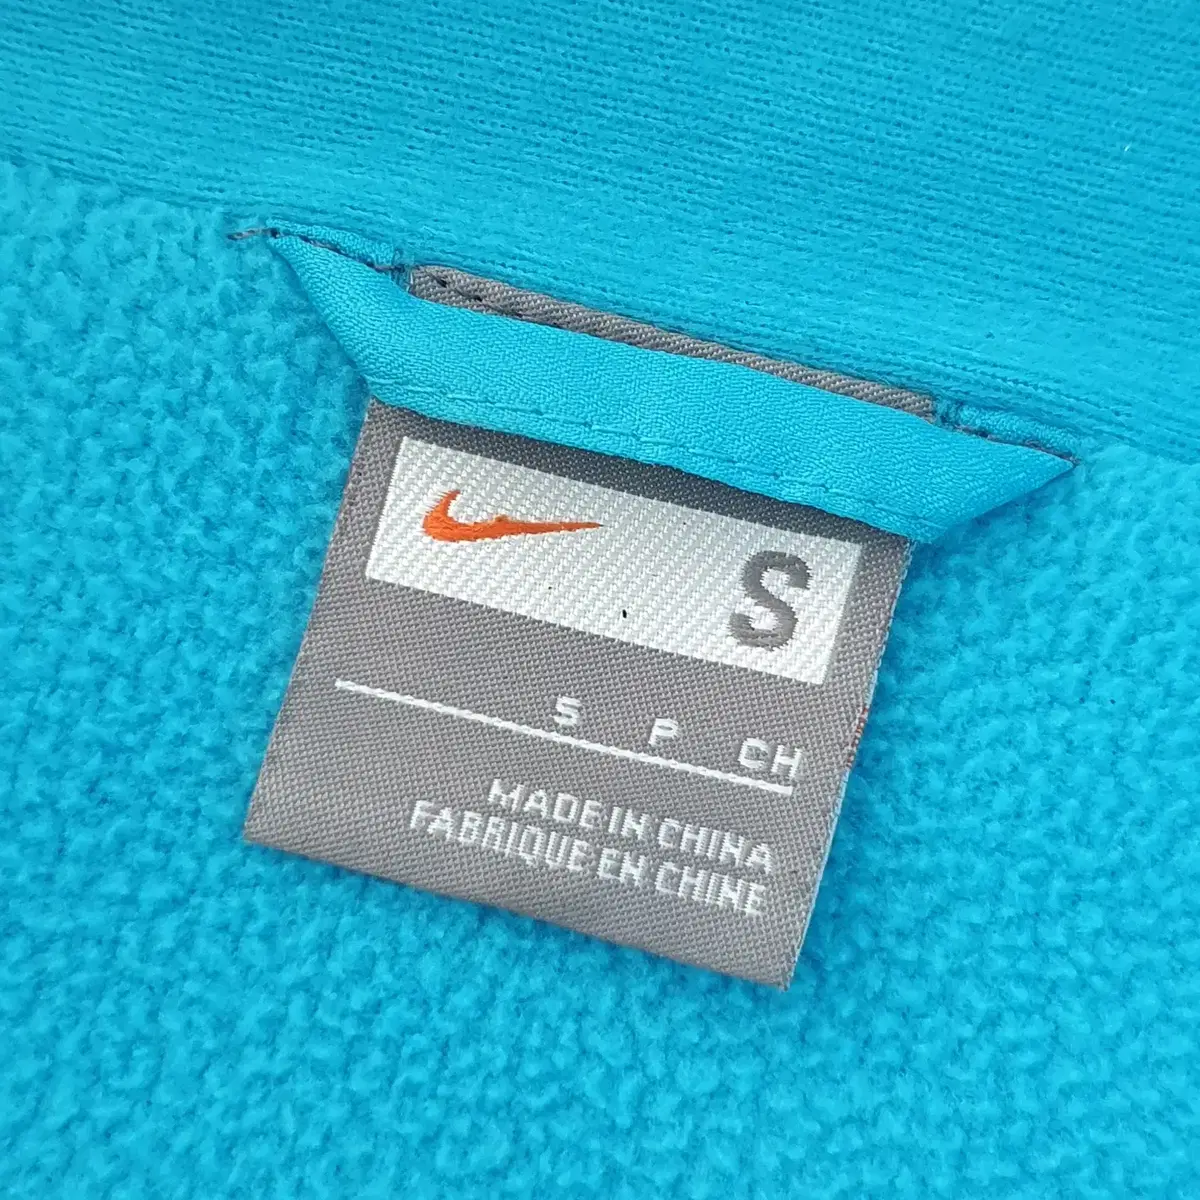 S
S P CH
MADE IN CHINA
FABRIQUE EN CHINE